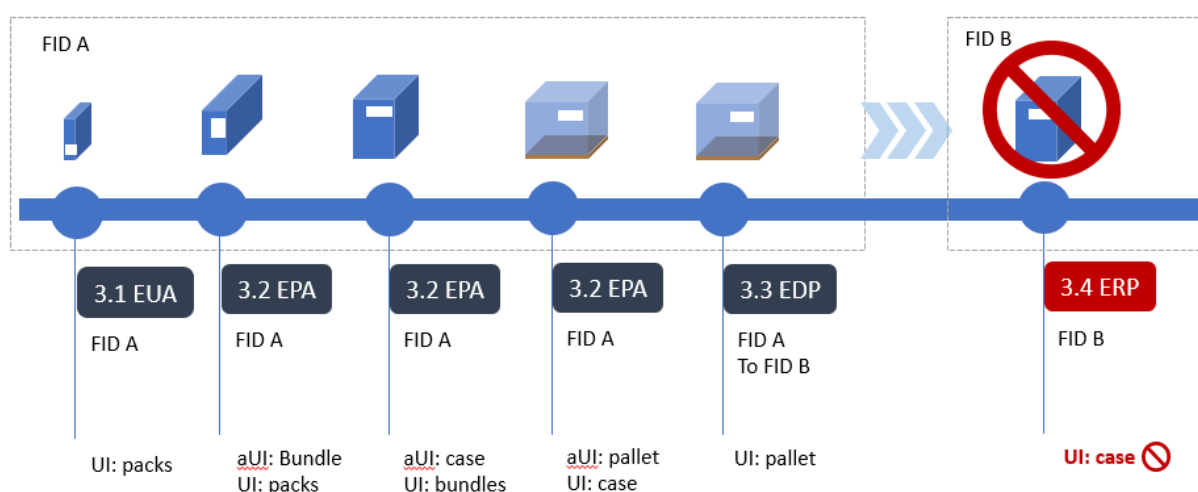 FID A
FID B
3.1 EUA
3.2 EPA
3.2 EPA
3.2 EPA
3.3 EDP
3.4 ERP
FID A
FID A
FID A
FID A
FID A
To FID B
FID B
UI: packs
aUI: Bundle
UI: packs
aUI: case
UI: bundles
aUI: pallet
UI: case
UI: pallet
UI: case